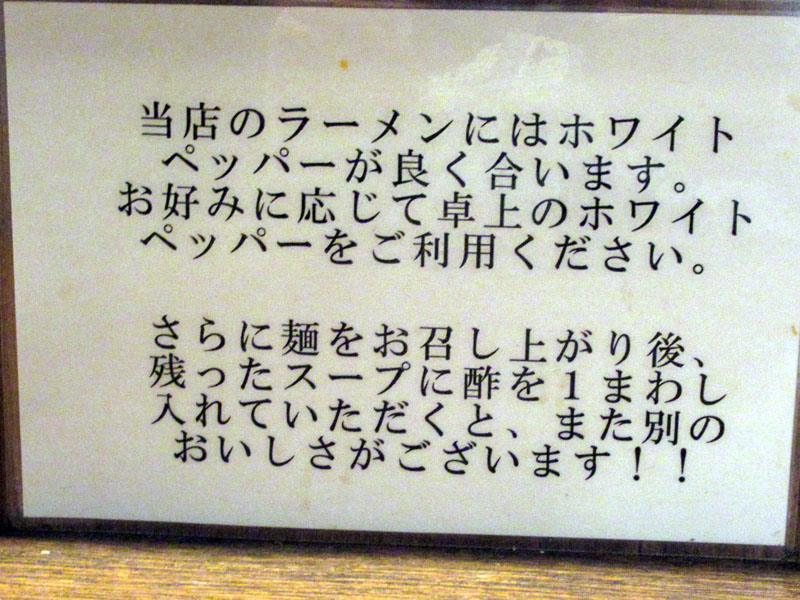 当店のラーメンにはホワイト
ペッパーが良く合います。
お好みに応じて卓上のホワイト
ペッパーをご利用ください。
さらに麺をお召し上がり後、
残ったスープに酢を１まわし
入れていただくと、また別の
おいしさがございます！！